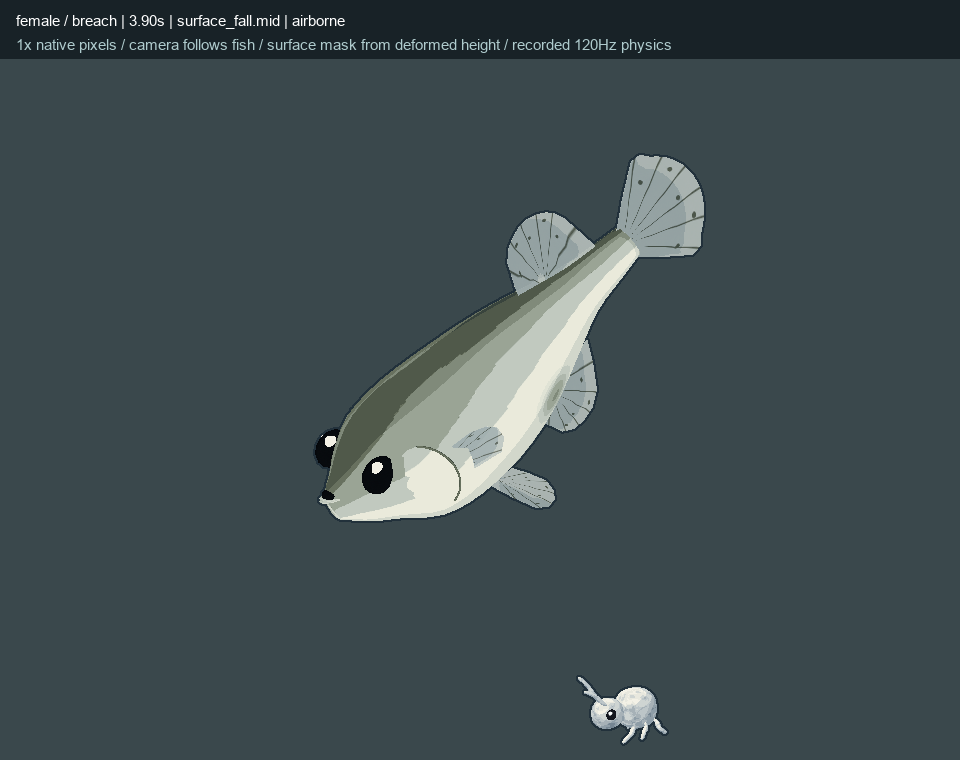 female / breach | 3.90s | surface_fall.mid | airborne
1x native pixels / camera follows fish / surface mask from deformed height / recorded 120Hz physics